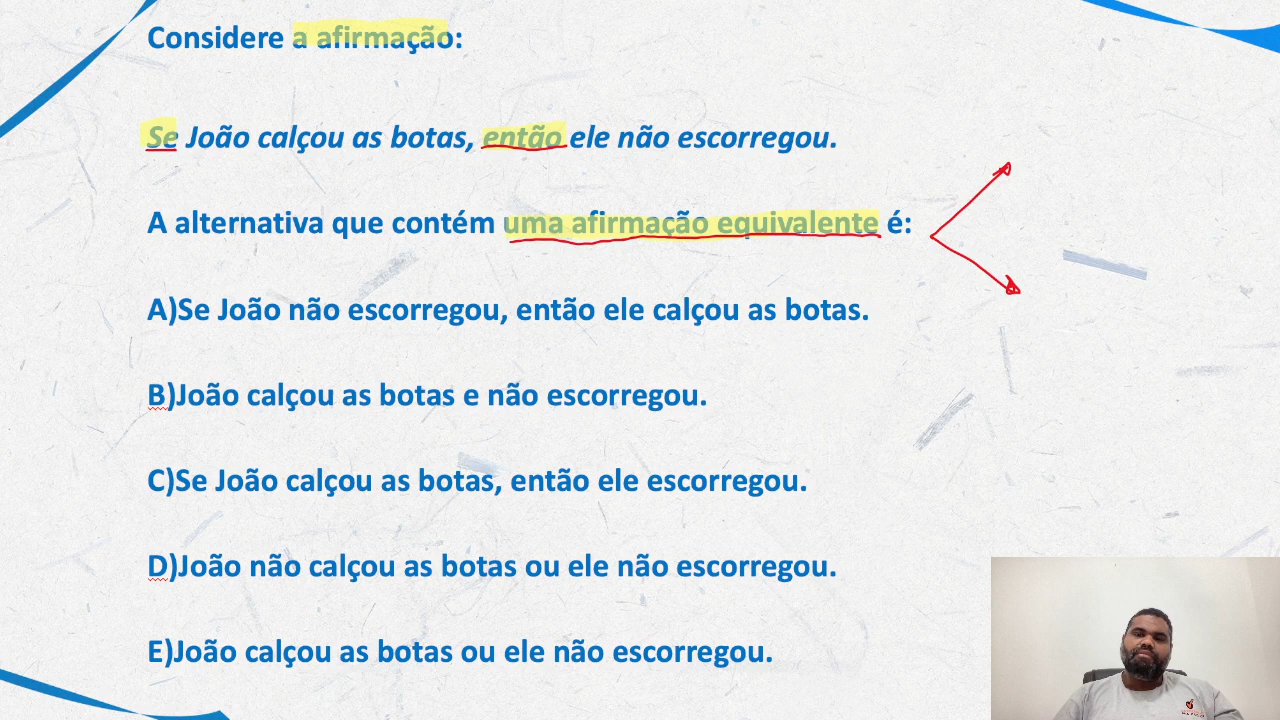 Considere a afirmação:
Se João calçou as botas, então ele não escorregou.
A alternativa que contém uma afirmação equivalente é:
A)Se João não escorregou, então ele calçou as botas.
B)João calçou as botas e não escorregou.
C)Se João calçou as botas, então ele escorregou.
D)João não calçou as botas ou ele não escorregou.
E)João calçou as botas ou ele não escorregou.